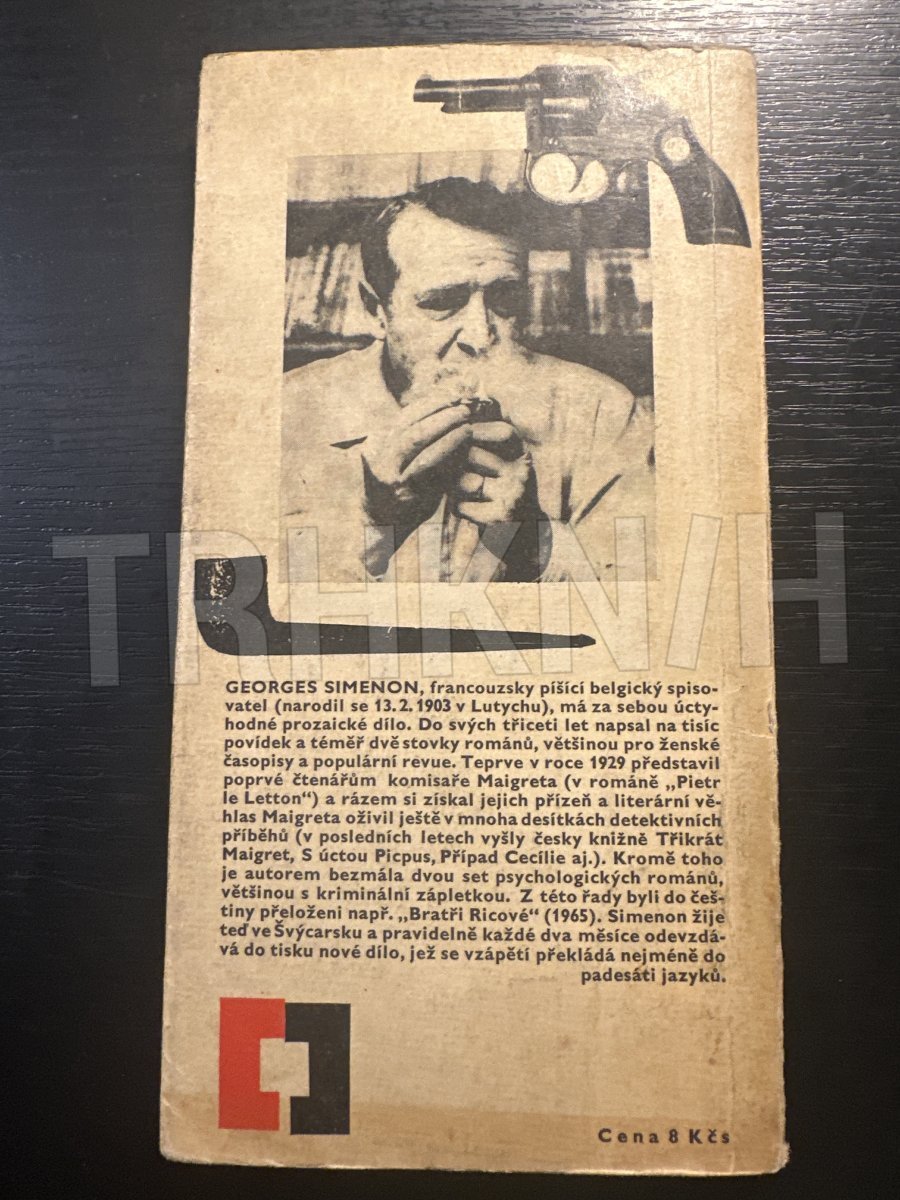 TRHKN/H
GEORGES SIMENON, francouzsky píšící belgický spiso-
vatel (narodil se 13. 2. 1903 v Lutychu), má za sebou úcty-
hodné prozaické dílo. Do svých třiceti let napsal na tisíc
povídek a téměř dvě stovky románů, většinou pro ženské
časopisy a populární revue. Teprve v roce 1929 představil
poprvé čtenářům komisaře Maigreta (v románě „Pietr
le Letton“) a rázem si získal jejich přízeň a literární vě-
hlas Maigreta oživil ještě v mnoha desítkách detektivních
příběhů (v posledních letech vyšly česky knižně Třikrát
Maigret, S úctou Picpus, Případ Cecílie aj.). Kromě toho
je autorem bezmála dvou set psychologických románů,
většinou s kriminální zápletkou. Z této řady byli do češ-
tiny přeloženi např. „Bratři Ricové“ (1965). Simenon žije
teď ve Švýcarsku a pravidelně každé dva měsíce odevzdá-
vá do tisku nové dílo, jež se vzápětí překládá nejméně do
padesáti jazyků.
Cena 8 Kčs